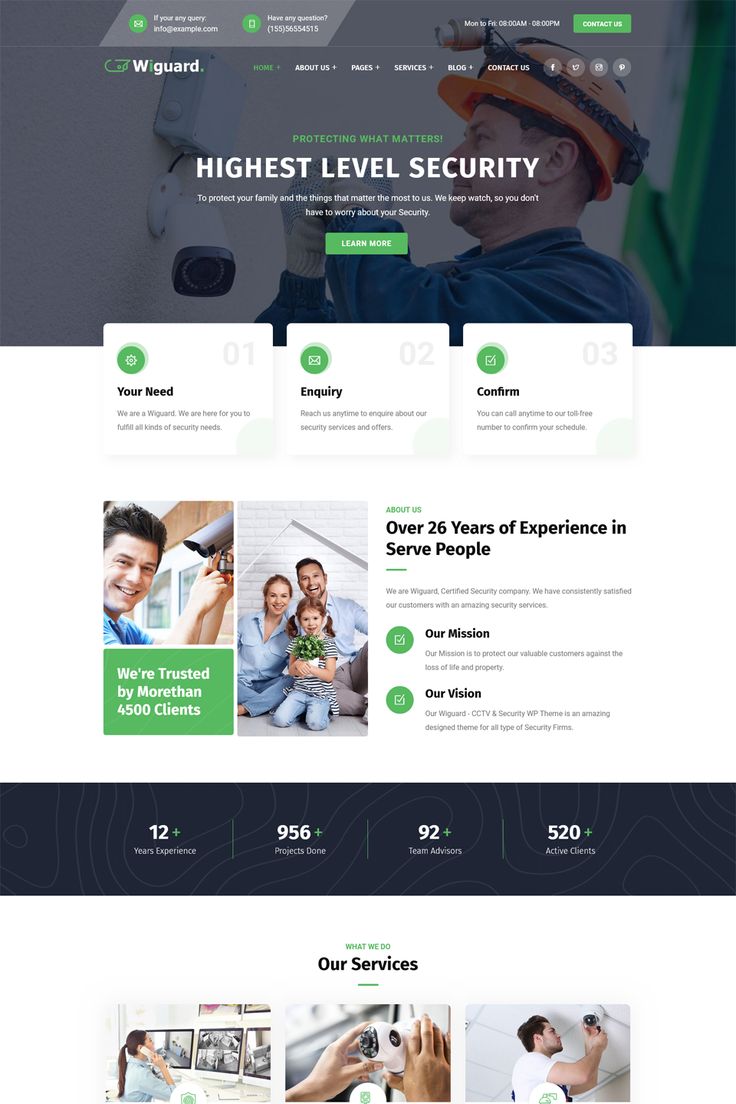 If your any query:
info@example.com
Have any question?
(155)56554515
Mon to Fri: 08:00AM - 08:00PM
CONTACT US
Wiguard.
HOME +
ABOUT US +
PAGES +
SERVICES +
BLOG +
CONTACT US
PROTECTING WHAT MATTERS!
HIGHEST LEVEL SECURITY
To protect your family and the things that matter the most to us. We keep watch, so you don't
have to worry about your Security.
LEARN MORE
01
Your Need
We are a Wiguard. We are here for you to
fulfill all kinds of security needs.
02
Enquiry
Reach us anytime to enquire about our
security services and offers.
03
Confirm
You can call anytime to our toll-free
number to confirm your schedule.
We're Trusted
by Morethan
4500 Clients
ABOUT US
Over 26 Years of Experience in
Serve People
We are Wiguard, Certified Security company. We have consistently satisfied
our customers with an amazing security services.
Our Mission
Our Mission is to protect our valuable customers against the
loss of life and property.
Our Vision
Our Wiguard - CCTV & Security WP Theme is an amazing
designed theme for all type of Security Firms.
12 +
Years Experience
956 +
Projects Done
92 +
Team Advisors
520 +
Active Clients
WHAT WE DO
Our Services